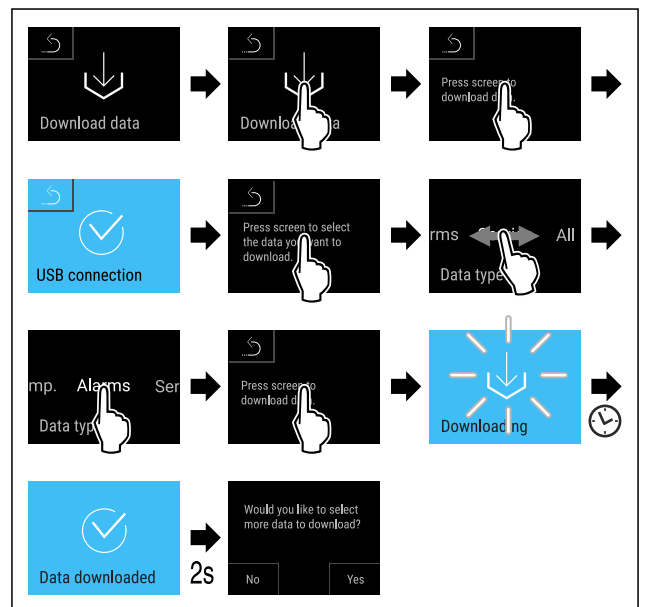 Download data
Downlo a
Press screen to
download d
USB connection
Press screen to select
the data you want to
download.
rms All
Data type
mp. Alarms Ser
Data typ
Press screen to
download d
Downloading
Data downloaded
2s
Would you like to select
more data to download?
No Yes